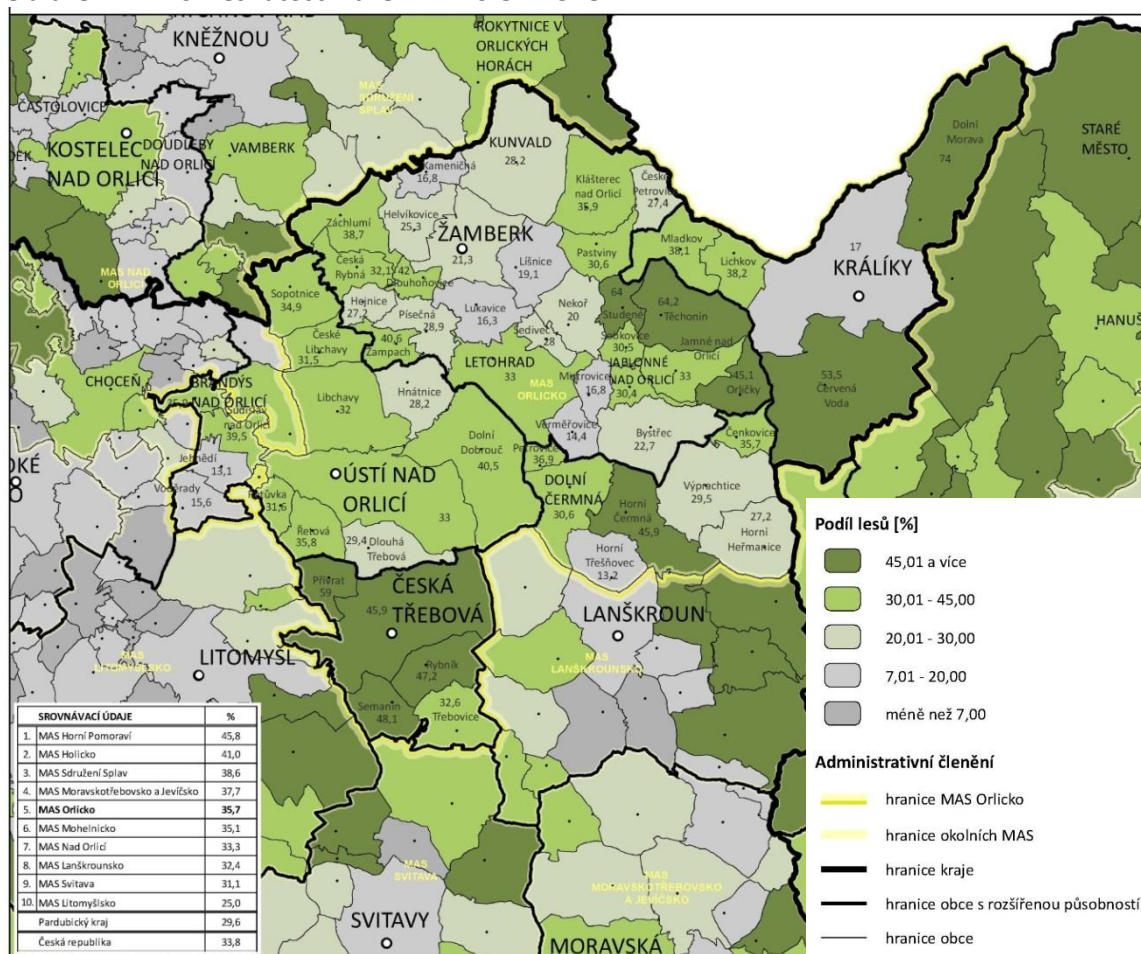 KNĚŽNOU
ROKYTNICE V
ORLICKÝCH
HORÁCH
MAS
SDRUŽENÍ
SPLAV
ČASTOLOVICE
KOSTELEC
NAD ORLICÍ
DOUDLEBY
NAD ORLICÍ
VAMBERK
MAS NAD
ORLICÍ
STARÉ
MĚSTO
Dolní
Morava
74
KUNVALD
28,2
Kameničná
16,8
Klášterec
nad Orlicí
35,9
České
Petrovice
27,4
Záchlumí
38,7
Helvíkovice
25,3
ŽAMBERK
21,3
Líšnice
19,1
Pastviny
30,6
Mladkov
38,1
Lichkov
38,2
17
KRÁLÍKY
Česká
Rybná
32,1
42
Dlouhoňovice
Sopotnice
34,9
Hejnice
27,2
Písečná
28,9
Lukavice
16,3
Nekoř
20
64
Studené
64,2
Těchonín
HANUŠ
České
Libchavy
31,5
40,6
Žampach
Šedivec
28
Sobkovice
30,5
Jamné nad
Orlicí
33
LETOHRAD
33
MAS
ORLICKO
JABLONNÉ
NAD ORLICÍ
30,4
45,1
Orličky
53,5
Červená
Voda
CHOCEŇ
BRANDÝS
NAD ORLICÍ
Sudislav
nad Orlicí
39,5
Libchavy
32
Hnátnice
28,2
Mistrovice
16,8
Verměřovice
14,4
Bystřec
22,7
Čenkovice
35,7
Jehnědí
13,1
Voděrady
15,6
Dolní
Dobrouč
40,5
Petrovice
36,9
DOLNÍ
ČERMNÁ
30,6
Výprachtice
29,5
ÚSTÍ NAD
ORLICÍ
33
Řetůvka
31,6
Řetová
35,8
29,4
Dlouhá
Třebová
Horní
Čermná
45,9
27,2
Horní
Heřmanice
Horní
Třešňovec
13,2
Přívrat
59
45,9
ČESKÁ
TŘEBOVÁ
LANŠKROUN
MAS
LANŠKROUNSKO
MAS
LITOMYŠLSKO
LITOMYŠL
Rybník
47,2
Semanín
48,1
32,6
Třebovice
MAS
SVITAVA
SVITAVY
MAS
MORAVSKOTŘEBOVSKO
A JEVÍČSKO
MORAVSKÁ
SROVNÁVACÍ ÚDAJE %
1. MAS Horní Pomoraví 45,8
2. MAS Holicko 41,0
3. MAS Sdružení Splav 38,6
4. MAS Moravskotřebovsko a Jevíčsko 37,7
5. MAS Orlicko 35,7
6. MAS Mohelnicko 35,1
7. MAS Nad Orlicí 33,3
8. MAS Lanškrounsko 32,4
9. MAS Svitava 31,1
10. MAS Litomyšlsko 25,0
Pardubický kraj 29,6
Česká republika 33,8
Podíl lesů [%]
45,01 a více
30,01 - 45,00
20,01 - 30,00
7,01 - 20,00
méně než 7,00
Administrativní členění
hranice MAS Orlicko
hranice okolních MAS
hranice kraje
hranice obce s rozšířenou působností
hranice obce